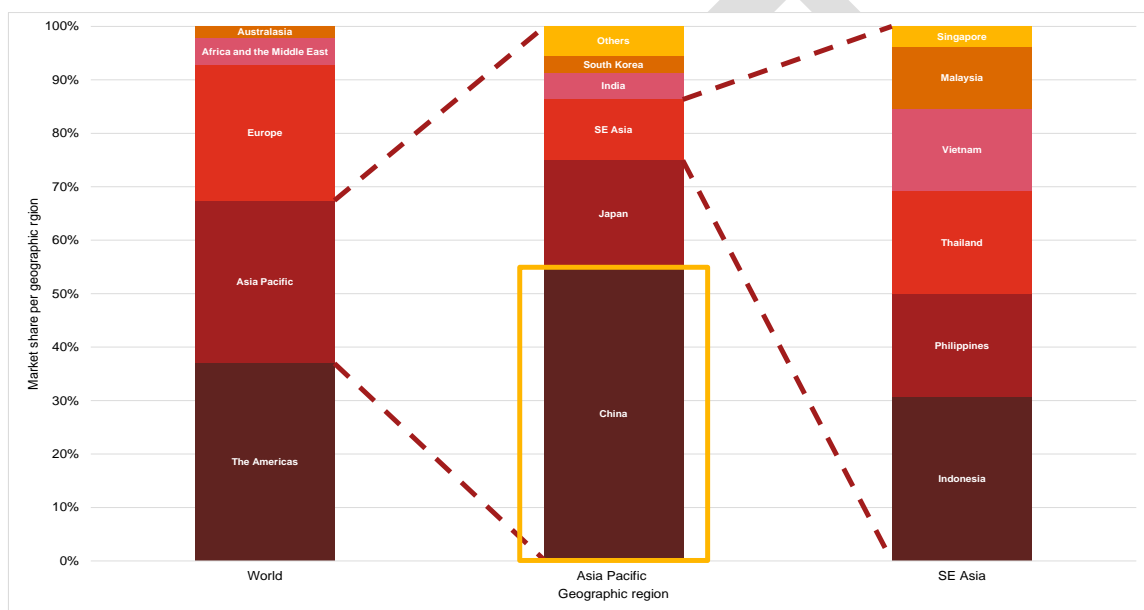 100%
90%
80%
70%
60%
50%
40%
30%
20%
10%
0%
Market share per geographic rgion
Australasia
Africa and the Middle East
Europe
Asia Pacific
The Americas
Others
South Korea
India
SE Asia
Japan
China
Singapore
Malaysia
Vietnam
Thailand
Philippines
Indonesia
World
Asia Pacific
SE Asia
Geographic region